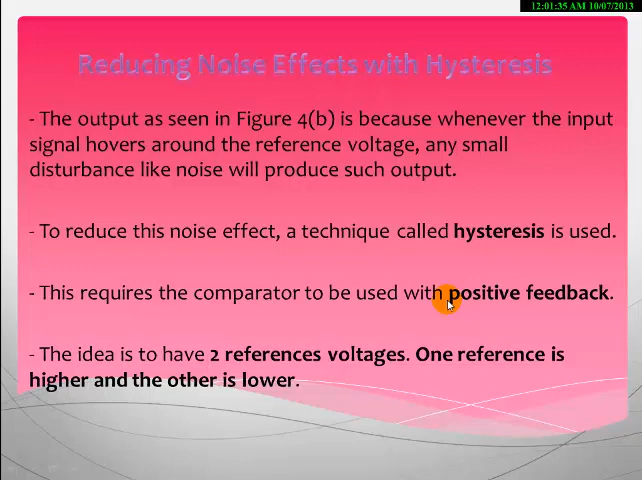 12:01:35 AM 10/07/2013
Reducing Noise Effects with Hysteresis
- The output as seen in Figure 4(b) is because whenever the input
signal hovers around the reference voltage, any small
disturbance like noise will produce such output.
- To reduce this noise effect, a technique called hysteresis is used.
- This requires the comparator to be used with positive feedback.
- The idea is to have 2 references voltages. One reference is
higher and the other is lower.